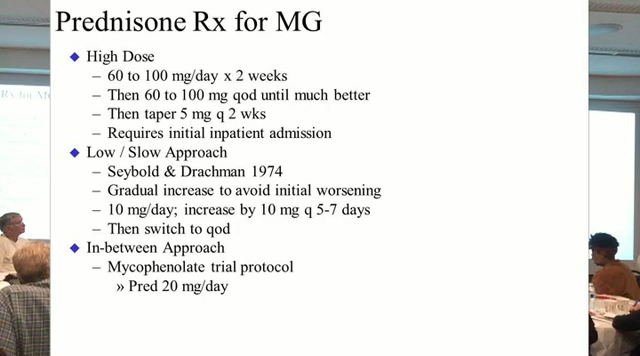 Prednisone Rx for MG
◆ High Dose
– 60 to 100 mg/day x 2 weeks
– Then 60 to 100 mg qod until much better
– Then taper 5 mg q 2 wks
– Requires initial inpatient admission
◆ Low / Slow Approach
– Seybold & Drachman 1974
– Gradual increase to avoid initial worsening
– 10 mg/day; increase by 10 mg q 5-7 days
– Then switch to qod
◆ In-between Approach
– Mycophenolate trial protocol
» Pred 20 mg/day
Rx for M